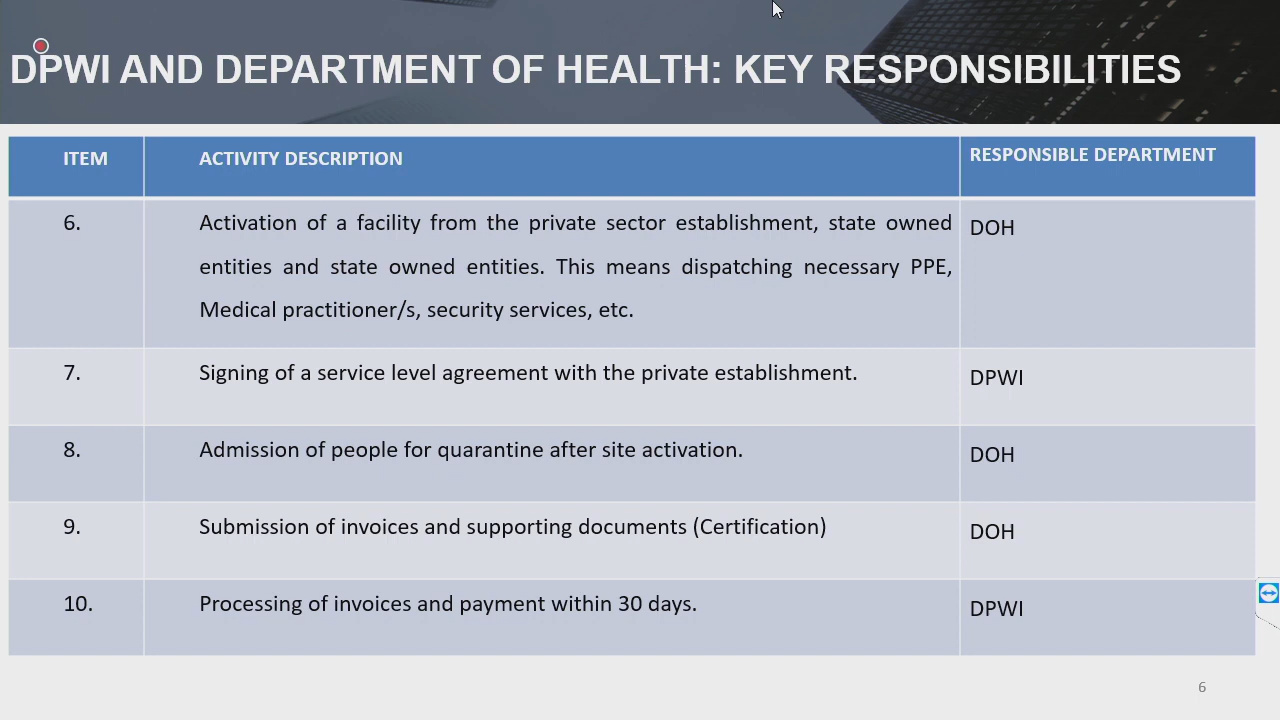 DPWI AND DEPARTMENT OF HEALTH: KEY RESPONSIBILITIES
ITEM
ACTIVITY DESCRIPTION
RESPONSIBLE DEPARTMENT
6.
Activation of a facility from the private sector establishment, state owned
entities and state owned entities. This means dispatching necessary PPE,
Medical practitioner/s, security services, etc.
DOH
7.
Signing of a service level agreement with the private establishment.
DPWI
8.
Admission of people for quarantine after site activation.
DOH
9.
Submission of invoices and supporting documents (Certification)
DOH
10.
Processing of invoices and payment within 30 days.
DPWI
6